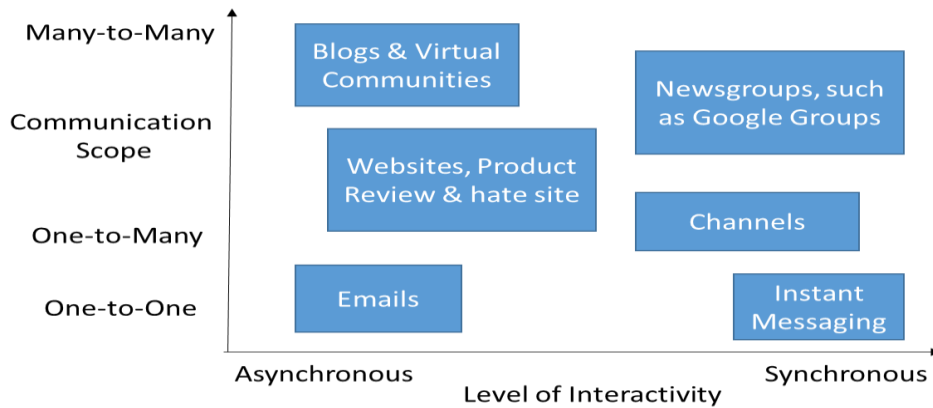 Many-to-Many
Blogs & Virtual
Communities
Newsgroups, such
as Google Groups
Communication
Scope
Websites, Product
Review & hate site
Channels
One-to-Many
Emails
Instant
Messaging
One-to-One
Asynchronous
Synchronous
Level of Interactivity